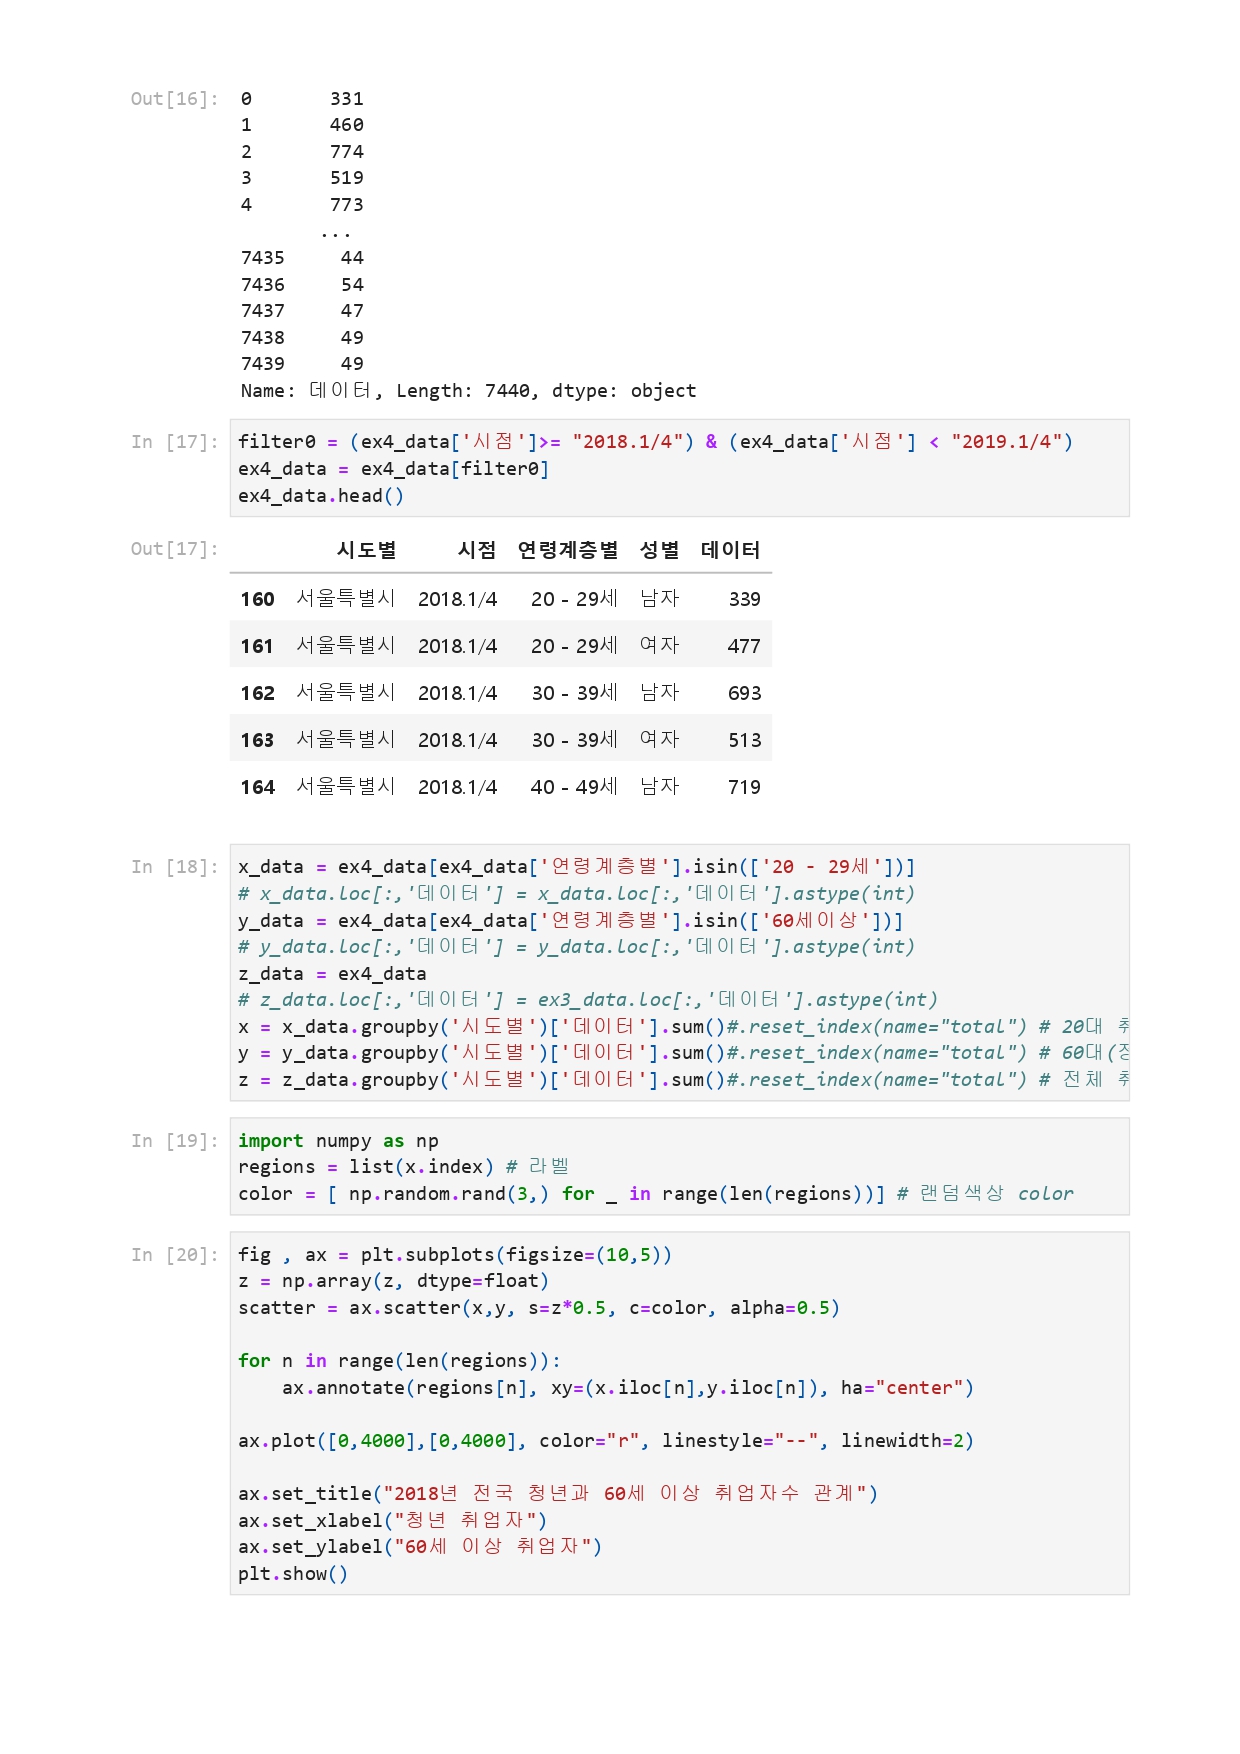 Out[16]: 0 331
1 460
2 774
3 519
4 773
...
7435 44
7436 54
7437 47
7438 49
7439 49
Name: 데이터, Length: 7440, dtype: object
In [17]: filter0 = (ex4_data['시점']>= "2018.1/4") & (ex4_data['시점'] < "2019.1/4")
ex4_data = ex4_data[filter0]
ex4_data.head()
Out[17]: 시도별 시점 연령계층별 성별 데이터
160 서울특별시 2018.1/4 20 - 29세 남자 339
161 서울특별시 2018.1/4 20 - 29세 여자 477
162 서울특별시 2018.1/4 30 - 39세 남자 693
163 서울특별시 2018.1/4 30 - 39세 여자 513
164 서울특별시 2018.1/4 40 - 49세 남자 719
In [18]: x_data = ex4_data[ex4_data['연령계층별'].isin(['20 - 29세'])]
# x_data.loc[:,'데이터'] = x_data.loc[:,'데이터'].astype(int)
y_data = ex4_data[ex4_data['연령계층별'].isin(['60세이상'])]
# y_data.loc[:,'데이터'] = y_data.loc[:,'데이터'].astype(int)
z_data = ex4_data
# z_data.loc[:,'데이터'] = ex3_data.loc[:,'데이터'].astype(int)
x = x_data.groupby('시도별')['데이터'].sum()#.reset_index(name="total") # 20대
y = y_data.groupby('시도별')['데이터'].sum()#.reset_index(name="total") # 60대(
z = z_data.groupby('시도별')['데이터'].sum()#.reset_index(name="total") # 전체
In [19]: import numpy as np
regions = list(x.index) # 라벨
color = [ np.random.rand(3,) for _ in range(len(regions))] # 랜덤색상 color
In [20]: fig , ax = plt.subplots(figsize=(10,5))
z = np.array(z, dtype=float)
scatter = ax.scatter(x,y, s=z*0.5, c=color, alpha=0.5)
for n in range(len(regions)):
ax.annotate(regions[n], xy=(x.iloc[n],y.iloc[n]), ha="center")
ax.plot([0,4000],[0,4000], color="r", linestyle="--", linewidth=2)
ax.set_title("2018년 전국 청년과 60세 이상 취업자수 관계")
ax.set_xlabel("청년 취업자")
ax.set_ylabel("60세 이상 취업자")
plt.show()